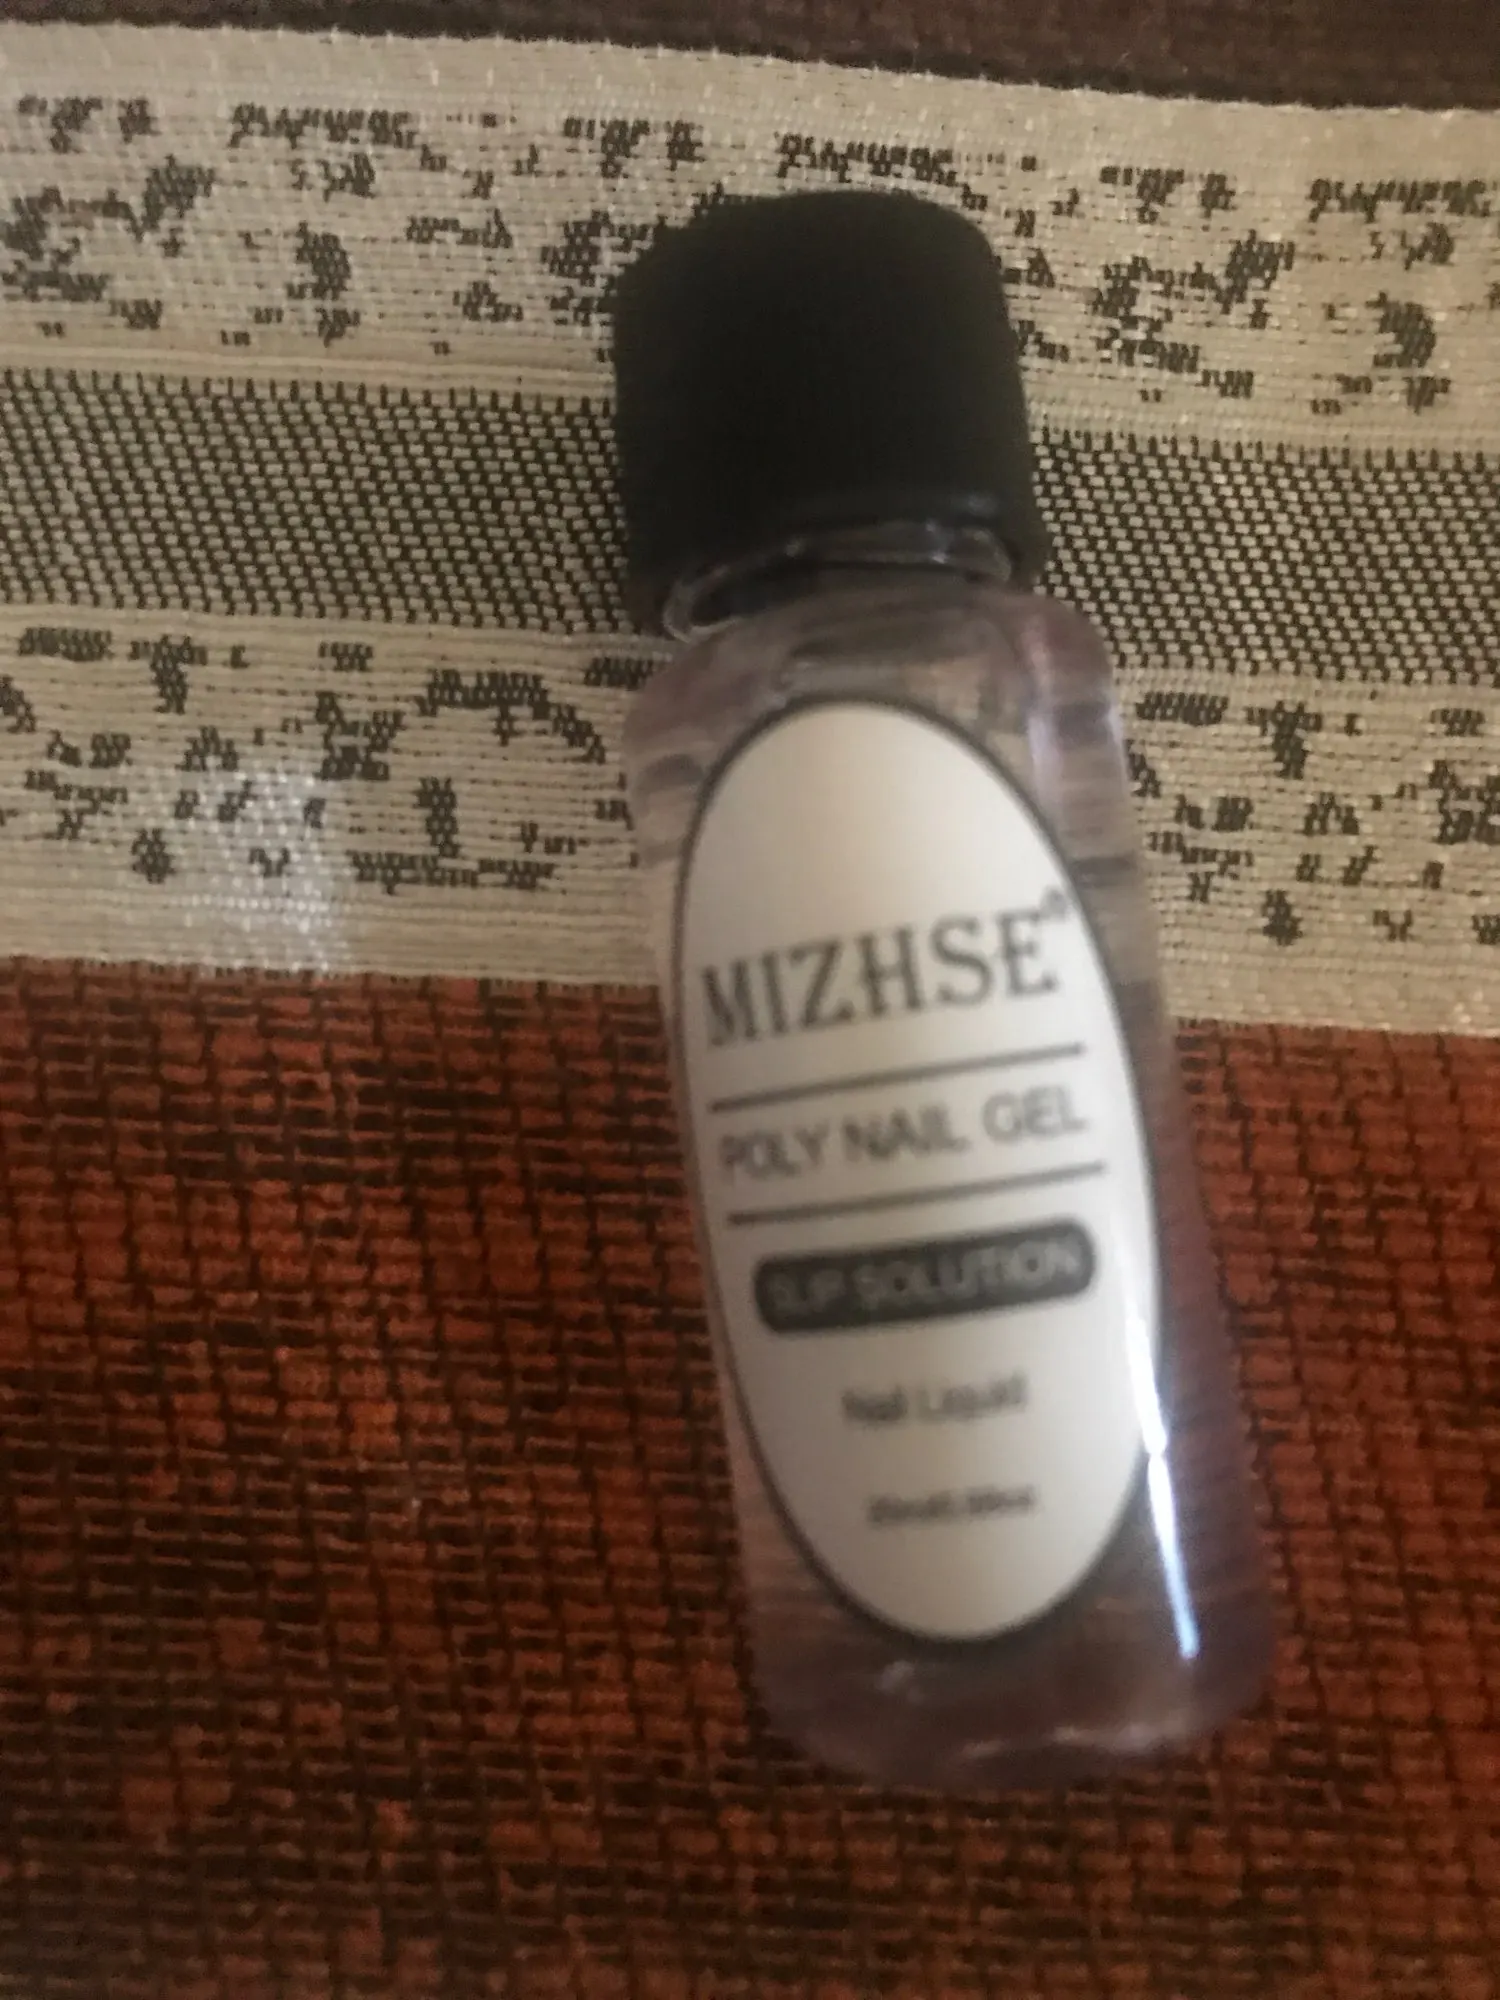 MIZHSE®
POLY NAIL GEL
SLIP SOLUTION
Nail Liquid